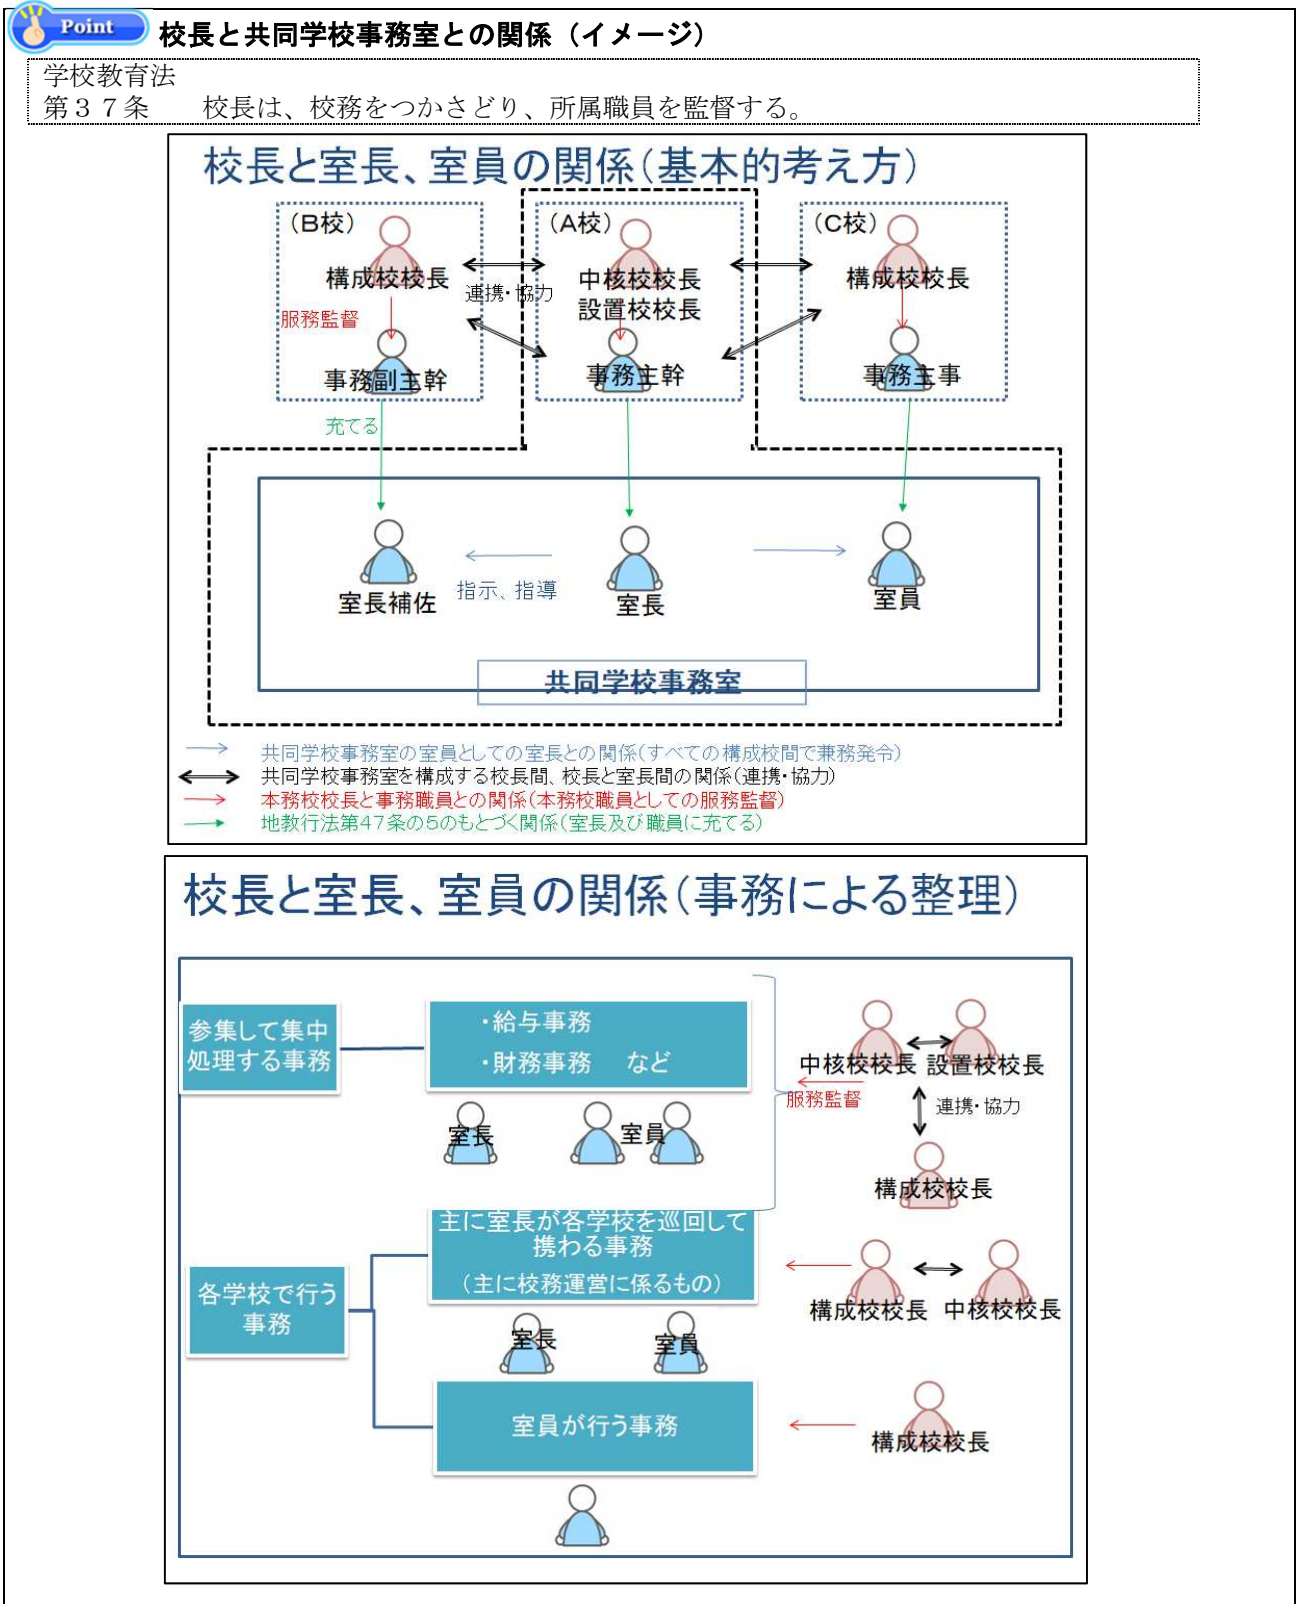 Point
校長と共同学校事務室との関係（イメージ）
学校教育法
第３７条　　校長は、校務をつかさどり、所属職員を監督する。
校長と室長、室員の関係(基本的考え方)
(B校)
(A校)
(C校)
構成校校長
中核校校長
設置校校長
構成校校長
連携・協力
服務監督
事務副主幹
事務主幹
事務主事
充てる
室長補佐
指示、指導
室長
室員
共同学校事務室
共同学校事務室の室員としての室長との関係(すべての構成校間で兼務発令)
共同学校事務室を構成する校長間、校長と室長間の関係(連携・協力)
本務校校長と事務職員との関係(本務校職員としての服務監督)
地教行法第47条の5のもとづく関係(室長及び職員に充てる)
校長と室長、室員の関係(事務による整理)
参集して集中
処理する事務
・給与事務
・財務事務　など
中核校校長
設置校校長
服務監督
連携・協力
室長
室員
構成校校長
主に室長が各学校を巡回して
携わる事務
(主に校務運営に係るもの)
各学校で行う
事務
構成校校長
中核校校長
室長
室員
室員が行う事務
構成校校長